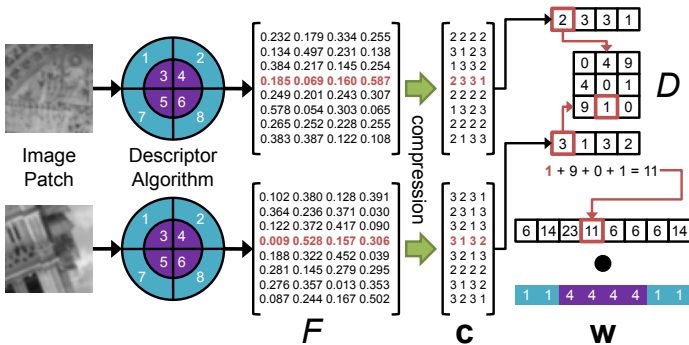 1 2
3 4
5 6
7 8
0.232 0.179 0.334 0.255
0.134 0.497 0.231 0.138
0.384 0.217 0.145 0.254
0.185 0.069 0.160 0.587
0.249 0.201 0.243 0.307
0.578 0.054 0.303 0.065
0.265 0.252 0.228 0.255
0.383 0.387 0.122 0.108
2 2 2 2
3 1 2 3
1 3 3 2
2 3 3 1
2 2 2 2
1 3 2 3
2 2 2 2
2 1 3 3
2 3 3 1
0 4 9
4 0 1
9 1 0
D
3 1 3 2
1 + 9 + 0 + 1 = 11
Image
Patch
Descriptor
Algorithm
compression
1 2
3 4
5 6
7 8
0.102 0.380 0.128 0.391
0.364 0.236 0.371 0.030
0.122 0.372 0.417 0.090
0.009 0.528 0.157 0.306
0.188 0.322 0.452 0.039
0.281 0.145 0.279 0.295
0.276 0.357 0.013 0.353
0.087 0.244 0.167 0.502
3 2 3 1
2 3 1 3
3 2 1 3
3 1 3 2
3 2 1 3
2 2 2 2
3 1 3 2
3 2 3 1
6 14 23 11 6 6 6 14
1 1 4 4 4 4 1 1
F
c
w